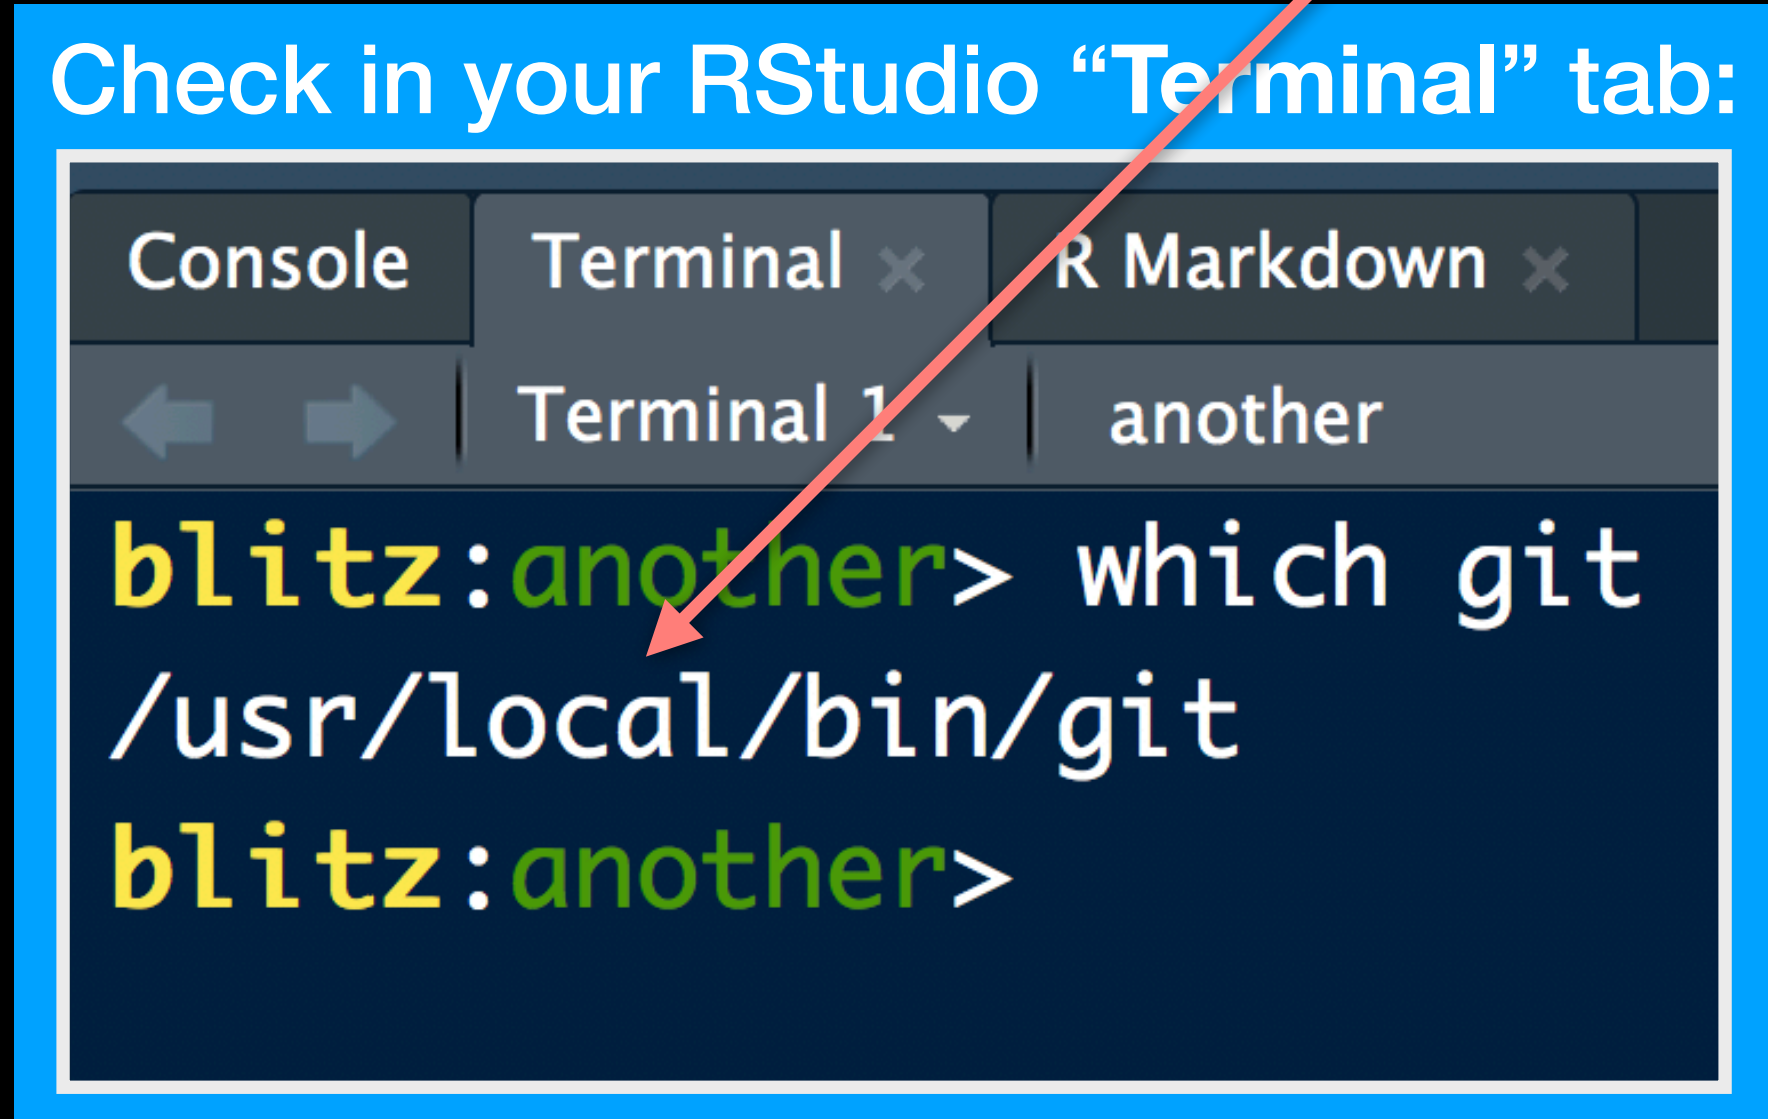 Check in your RStudio “Terminal” tab:
Console Terminal × R Markdown ×
Terminal 1 another
blitz:another> which git
/usr/local/bin/git
blitz:another>